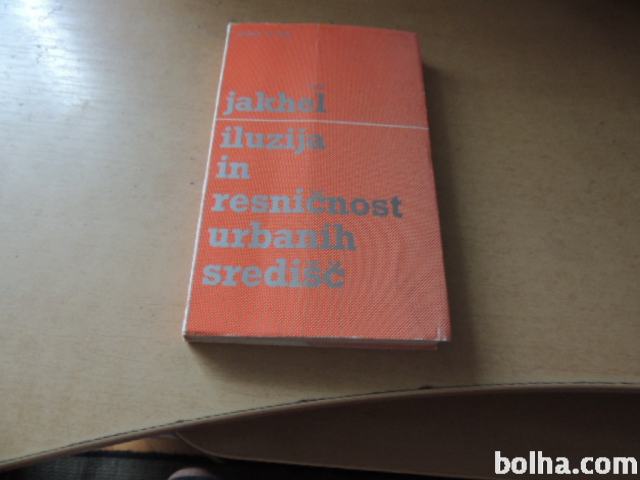 jakhel
iluzija
in
resničnost
urbanih
središč
bolha.com